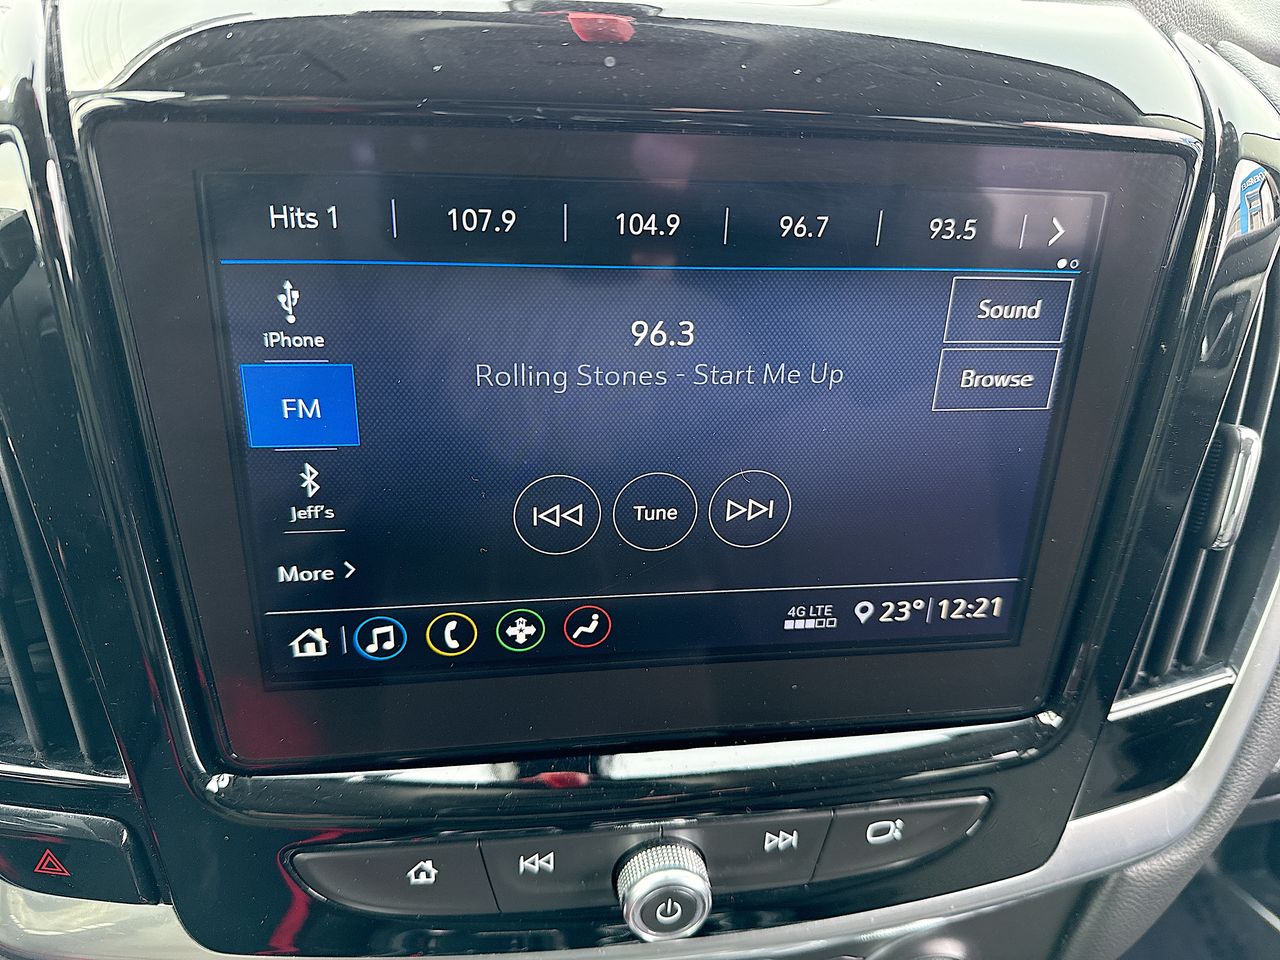 Hits 1
107.9
104.9
96.7
93.5
iPhone
FM
Jeff's
More
96.3
Rolling Stones - Start Me Up
Sound
Browse
Tune
4G LTE
23°
12:21